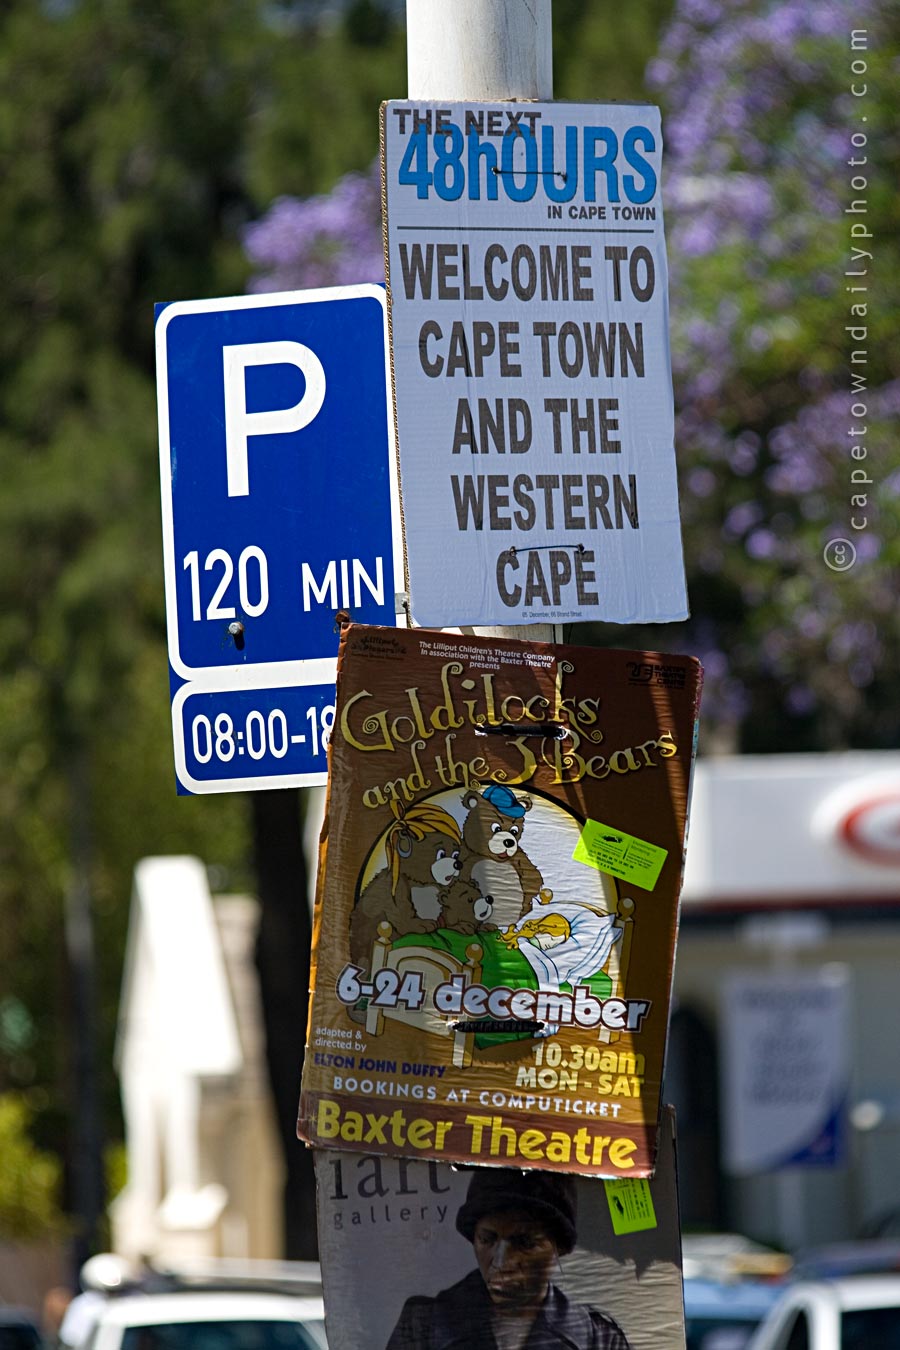 THE NEXT
48hOURS
IN CAPE TOWN
WELCOME TO
CAPE TOWN
AND THE
WESTERN
CAPE
P
120 MIN
08:00-18
The Lilliput Children's Theatre Company
In association with the Baxter Theatre
presents
Goldilocks
and the 3 Bears
6-24 december
adapted &
directed by
ELTON JOHN DUFFY
10.30am
MON - SAT
BOOKINGS AT COMPUTICKET
Baxter Theatre
iart
gallery
cc capetowndailyphoto.com